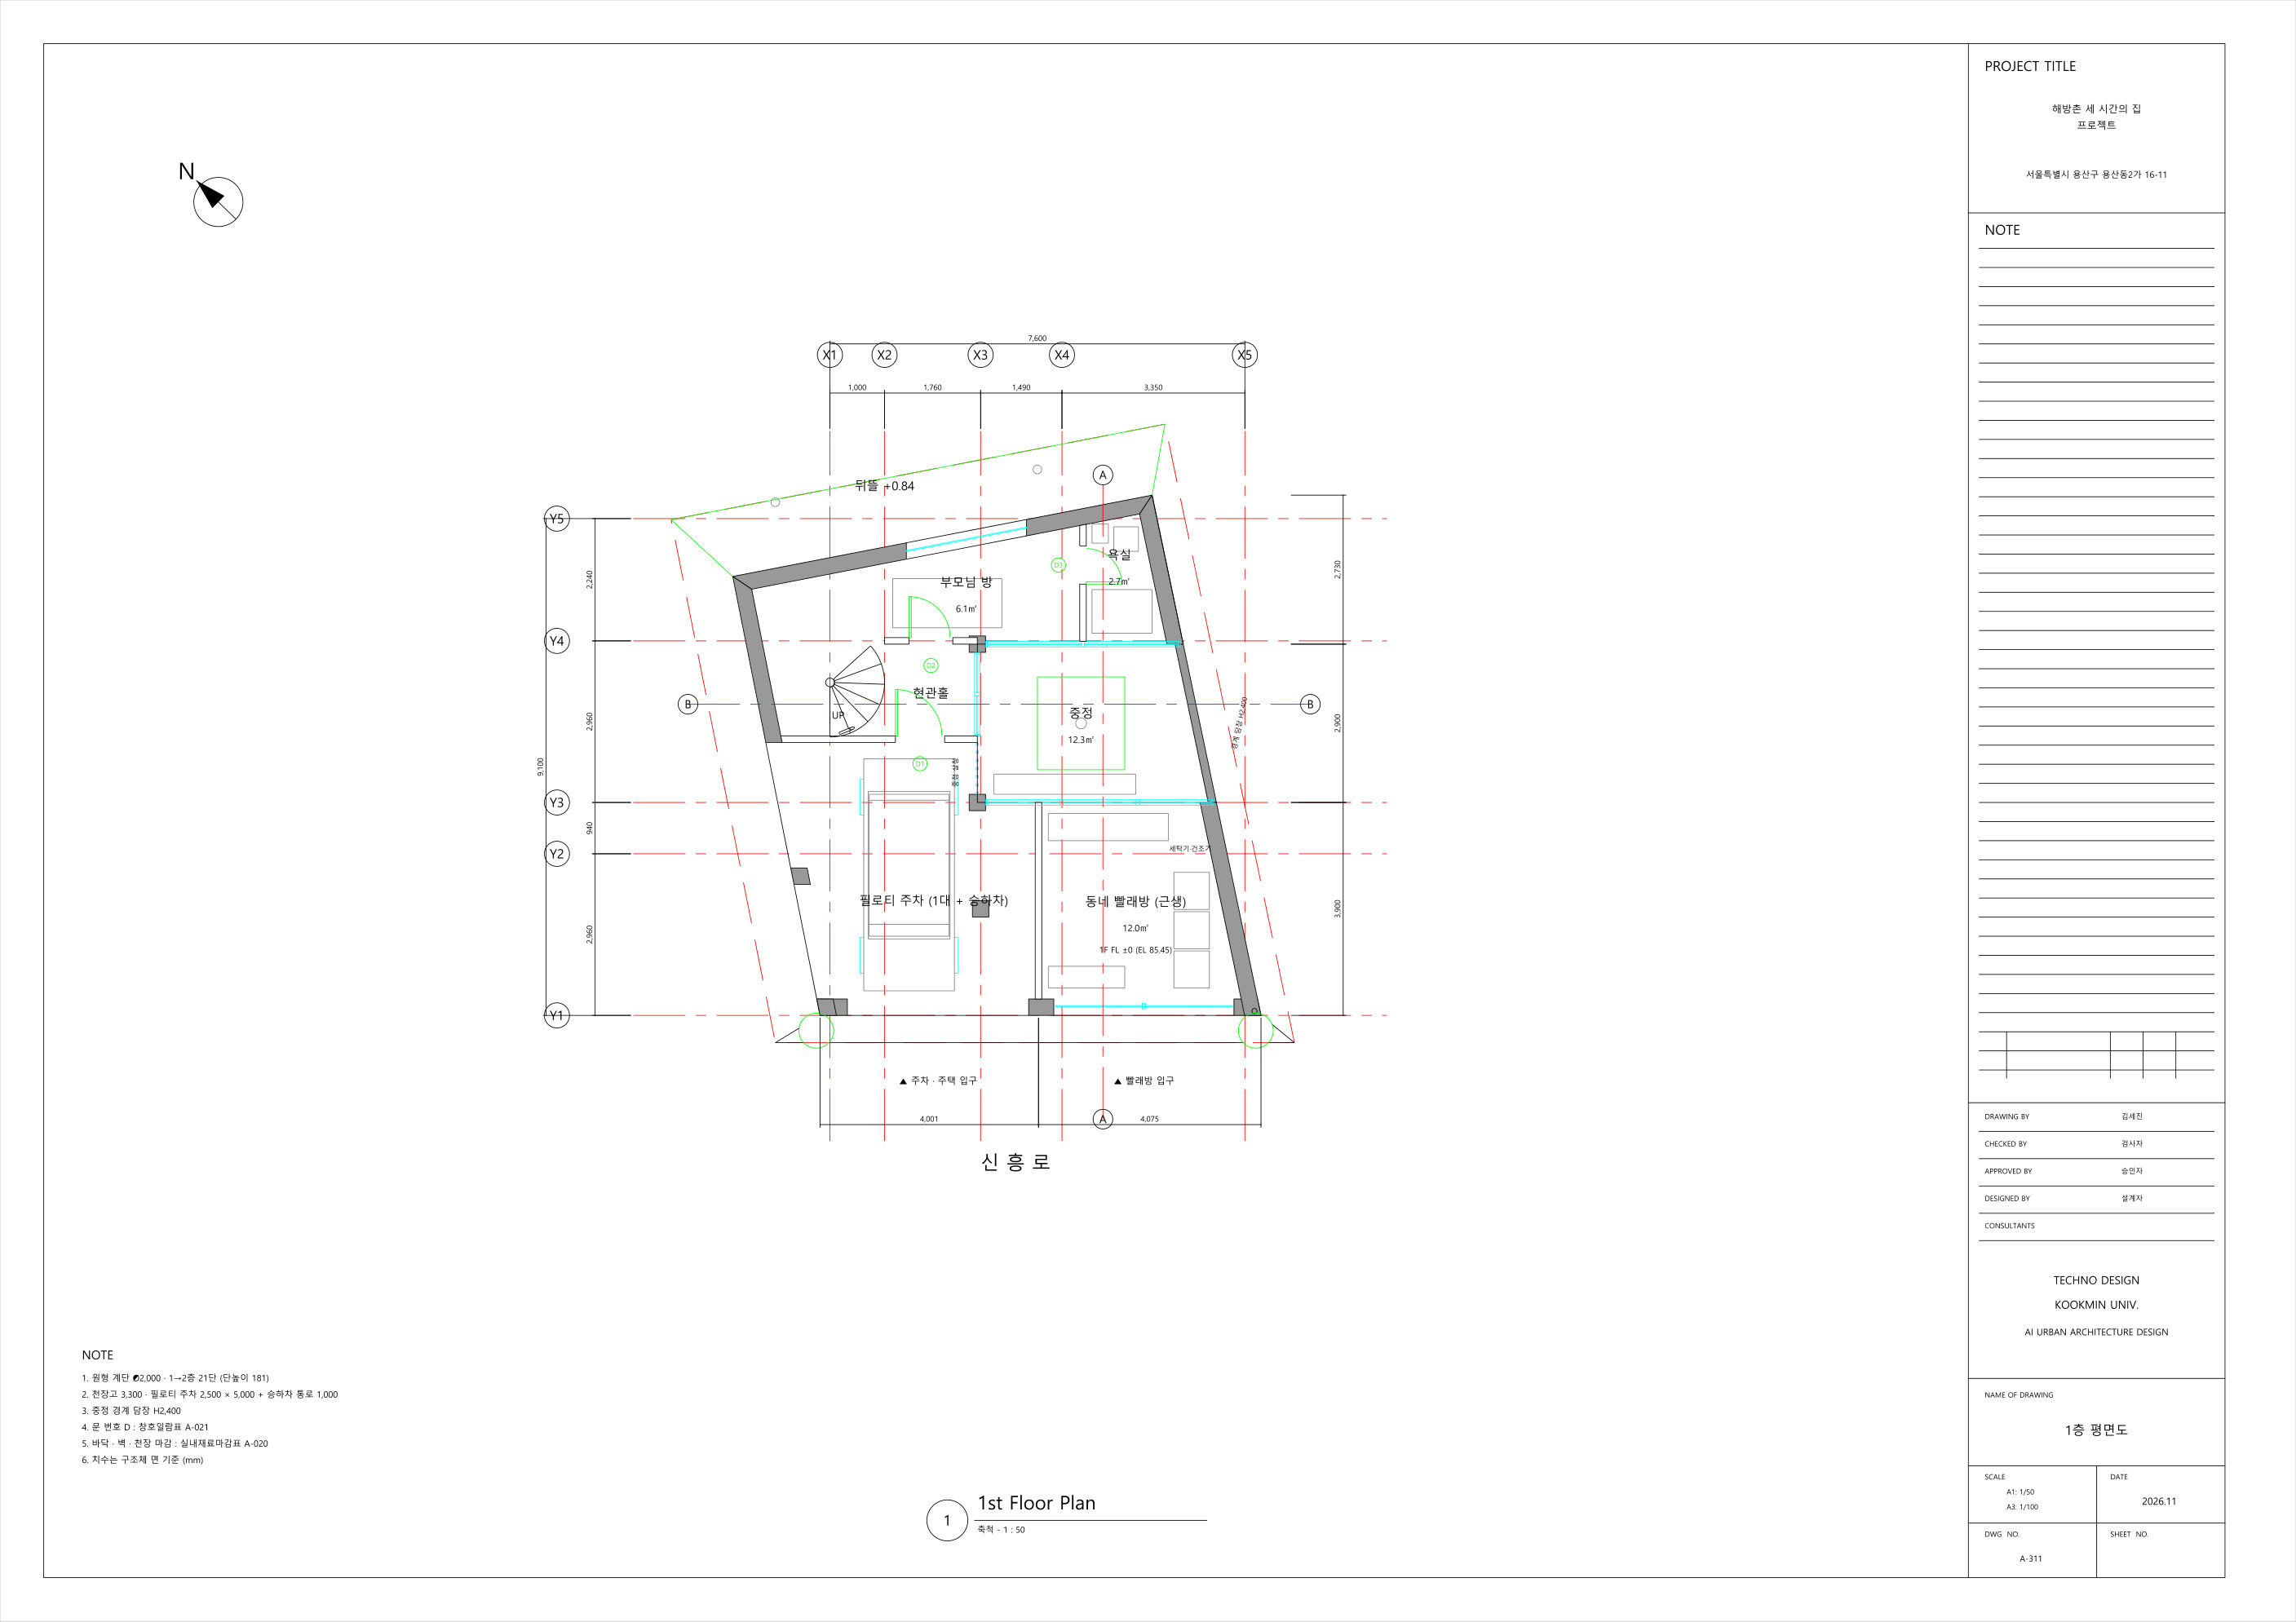 PROJECT TITLE
해방촌 세 시간의 집
프로젝트
서울특별시 용산구 용산동2가 16-11
NOTE
N
7,600
X1
X2
X3
X4
X5
1,000
1,760
1,490
3,350
A
뒤뜰 +0.84
Y5
욕실
D3
2,240
2,730
부모님 방
2.7㎡
6.1㎡
Y4
D2
현관홀
B
B
UP
중정
경계 담장 H2,400
2,960
2,900
12.3㎡
9,100
D1
Y3
940
세탁기·건조기
Y2
필로티 주차 (1대 + 승하차)
동네 빨래방 (근생)
3,900
12.0㎡
2,960
1F FL ±0 (EL 85.45)
Y1
▲ 주차 · 주택 입구
▲ 빨래방 입구
4,001
A
4,075
신 흥 로
DRAWING BY 김세진
CHECKED BY 검사자
APPROVED BY 승인자
DESIGNED BY 설계자
CONSULTANTS
TECHNO DESIGN
KOOKMIN UNIV.
AI URBAN ARCHITECTURE DESIGN
NOTE
1. 원형 계단 2,000 · 1→2층 21단 (단높이 181)
2. 천장고 3,300 · 필로티 주차 2,500 × 5,000 + 승하차 통로 1,000
3. 중정 경계 담장 H2,400
4. 문 번호 D : 창호일람표 A-021
5. 바닥 · 벽 · 천장 마감 : 실내재료마감표 A-020
6. 치수는 구조체 면 기준 (mm)
NAME OF DRAWING
1층 평면도
SCALE
A1: 1/50
A3: 1/100
DATE
2026.11
DWG NO.
A-311
SHEET NO.
1
1st Floor Plan
축척 - 1 : 50